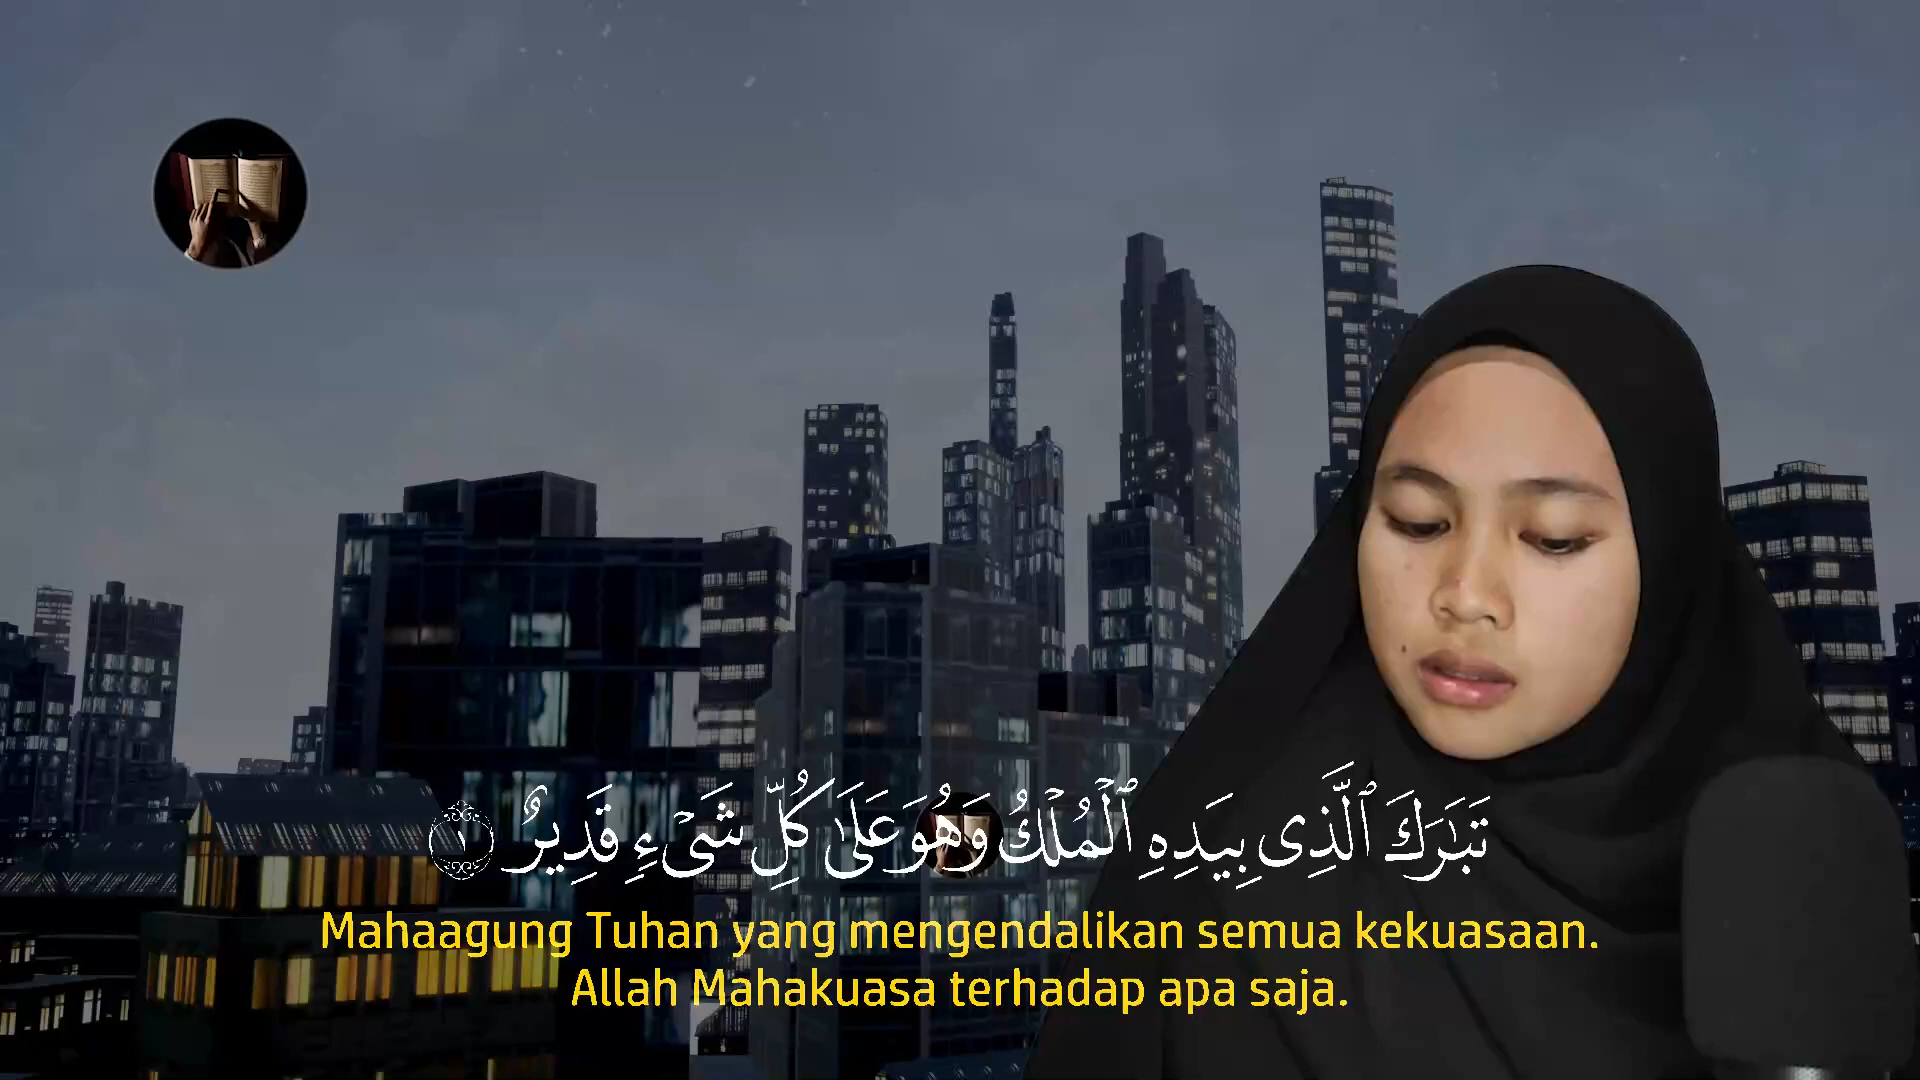 تَبَٰرَكَ ٱلَّذِى بِيَدِهِ ٱلْمُلْكُ وَهُوَ عَلَىٰ كُلِّ شَىْءٍ قَدِيرٌ ١
Mahaagung Tuhan yang mengendalikan semua kekuasaan.
Allah Mahakuasa terhadap apa saja.